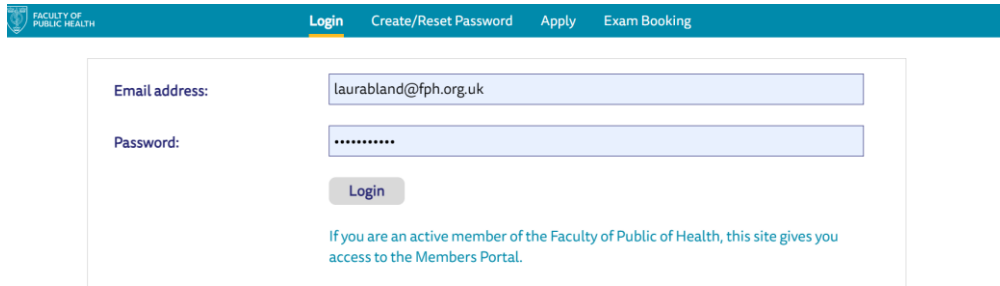 FACULTY OF
PUBLIC HEALTH
Login Create/Reset Password Apply Exam Booking
Email address: laurabland@fph.org.uk
Password: •••••••••••
Login
If you are an active member of the Faculty of Public of Health, this site gives you
access to the Members Portal.